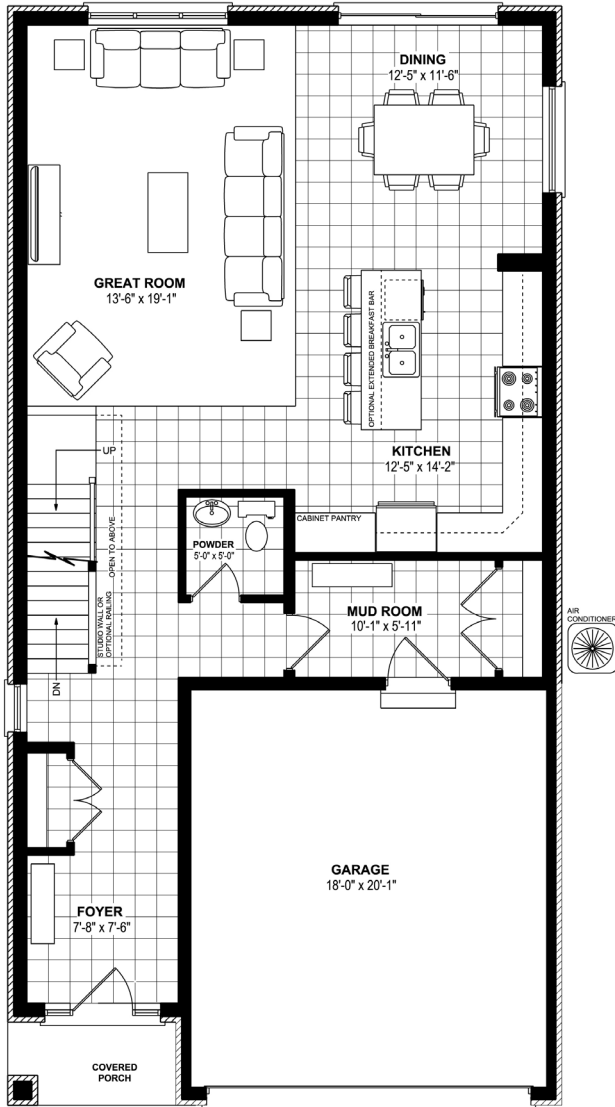 DINING
12'-5" x 11'-6"
GREAT ROOM
13'-6" x 19'-1"
OPTIONAL EXTENDED BREAKFAST BAR
KITCHEN
12'-5" x 14'-2"
UP
CABINET PANTRY
POWDER
5'-0" x 5'-0"
OPEN TO ABOVE
STUDIO WALL OR
OPTIONAL RAILING
MUD ROOM
10'-1" x 5'-11"
AIR
CONDITIONER
DN
GARAGE
18'-0" x 20'-1"
FOYER
7'-8" x 7'-6"
COVERED
PORCH